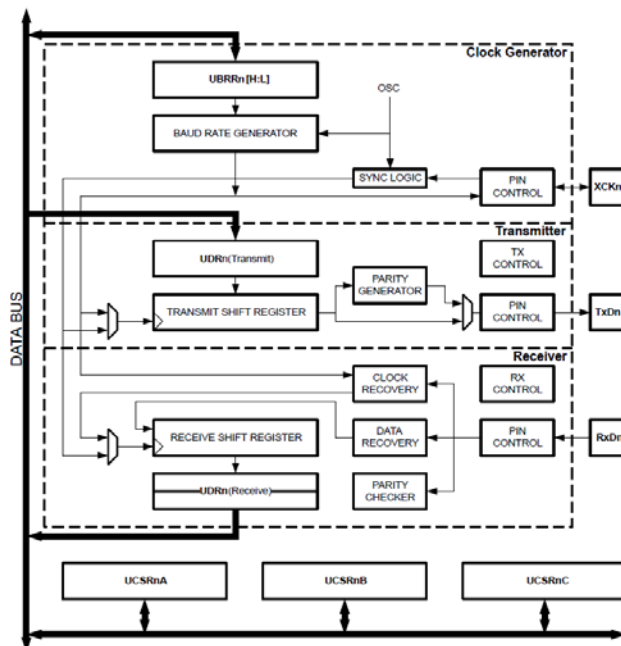 Clock Generator
UBRRn [H:L]
OSC
BAUD RATE GENERATOR
SYNC LOGIC
PIN
CONTROL
XCKn
Transmitter
TX
CONTROL
UDRn(Transmit)
PARITY
GENERATOR
TRANSMIT SHIFT REGISTER
PIN
CONTROL
TxDn
DATA BUS
Receiver
CLOCK
RECOVERY
RX
CONTROL
RECEIVE SHIFT REGISTER
DATA
RECOVERY
PIN
CONTROL
RxDn
UDRn(Receive)
PARITY
CHECKER
UCSRnA
UCSRnB
UCSRnC